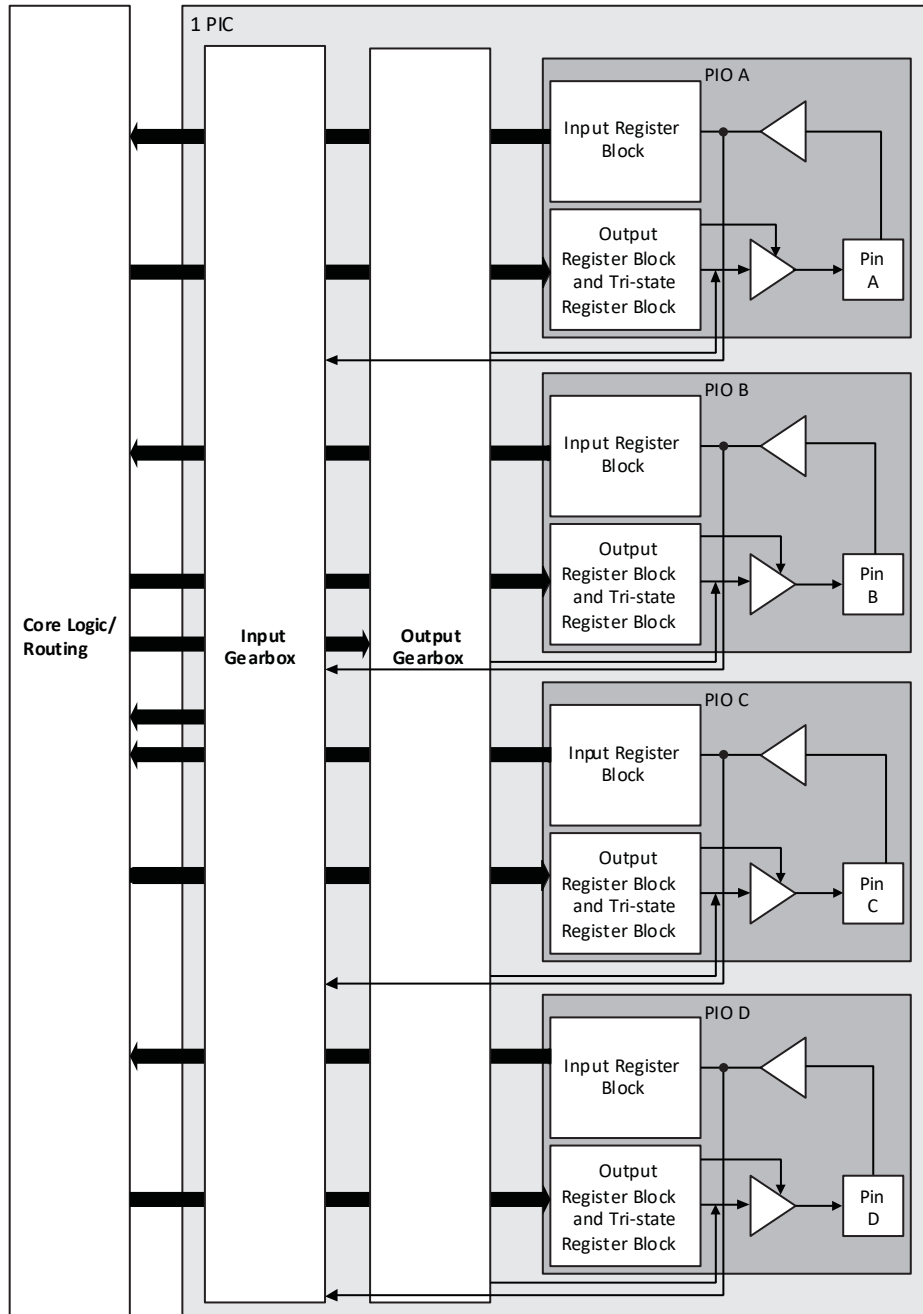 1 PIC
PIO A
Input Register
Block
Output
Register Block
and Tri-state
Register Block
Pin
A
PIO B
Input Register
Block
Output
Register Block
and Tri-state
Register Block
Pin
B
Core Logic/
Routing
Input
Gearbox
Output
Gearbox
PIO C
Input Register
Block
Output
Register Block
and Tri-state
Register Block
Pin
C
PIO D
Input Register
Block
Output
Register Block
and Tri-state
Register Block
Pin
D